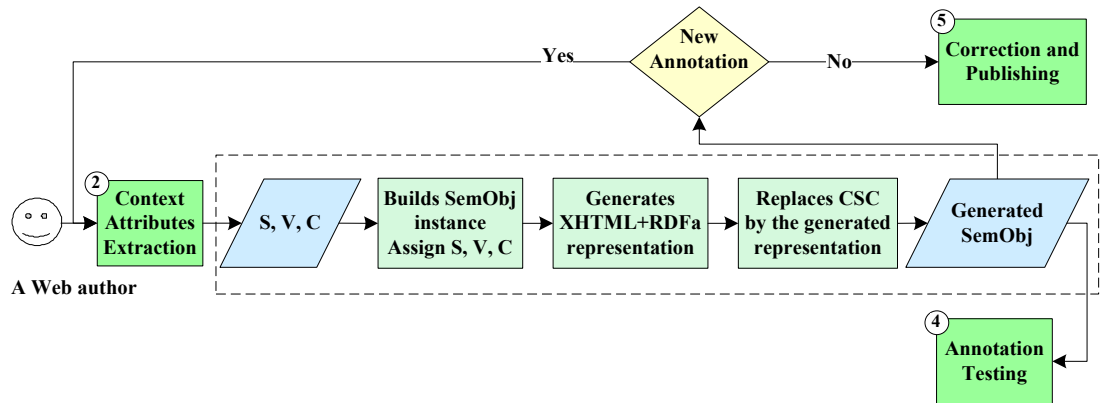 5
New
Annotation
Yes
No
Correction and
Publishing
2
Context
Attributes
Extraction
S, V, C
Builds SemObj
instance
Assign S, V, C
Generates
XHTML+RDFa
representation
Replaces CSC
by the generated
representation
Generated
SemObj
A Web author
4
Annotation
Testing